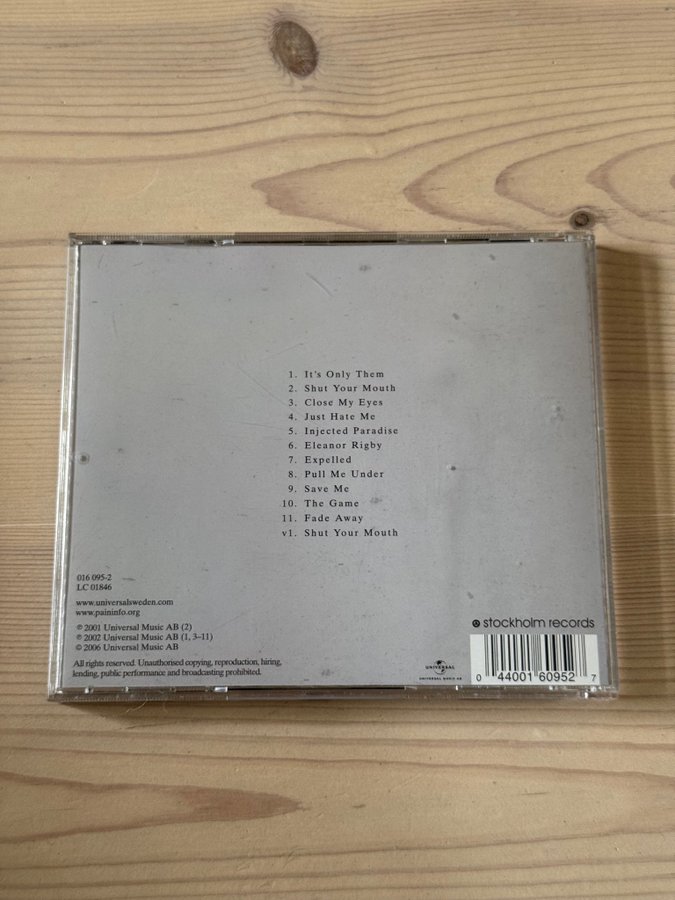 1. It's Only Them
2. Shut Your Mouth
3. Close My Eyes
4. Just Hate Me
5. Injected Paradise
6. Eleanor Rigby
7. Expelled
8. Pull Me Under
9. Save Me
10. The Game
11. Fade Away
v1. Shut Your Mouth
016 095-2
LC 01846
www.universalsweden.com
www.paininfo.org
℗ 2001 Universal Music AB (2)
℗ 2002 Universal Music AB (1, 3-11)
© 2006 Universal Music AB
All rights reserved. Unauthorised copying, reproduction, hiring,
lending, public performance and broadcasting prohibited.
UNIVERSAL
UNIVERSAL MUSIC AB
stockholm records
0 44001 60952 7